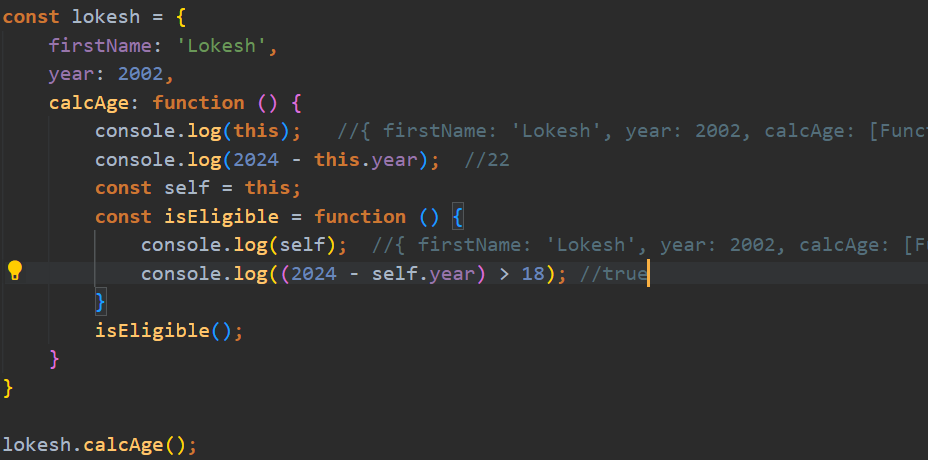 const lokesh = {
firstName: 'Lokesh',
year: 2002,
calcAge: function () {
console.log(this);   //{ firstName: 'Lokesh', year: 2002, calcAge: [Funct
console.log(2024 - this.year);  //22
const self = this;
const isEligible = function () {
console.log(self);  //{ firstName: 'Lokesh', year: 2002, calcAge: [Fu
console.log((2024 - self.year) > 18); //true
}
isEligible();
}
}
lokesh.calcAge();